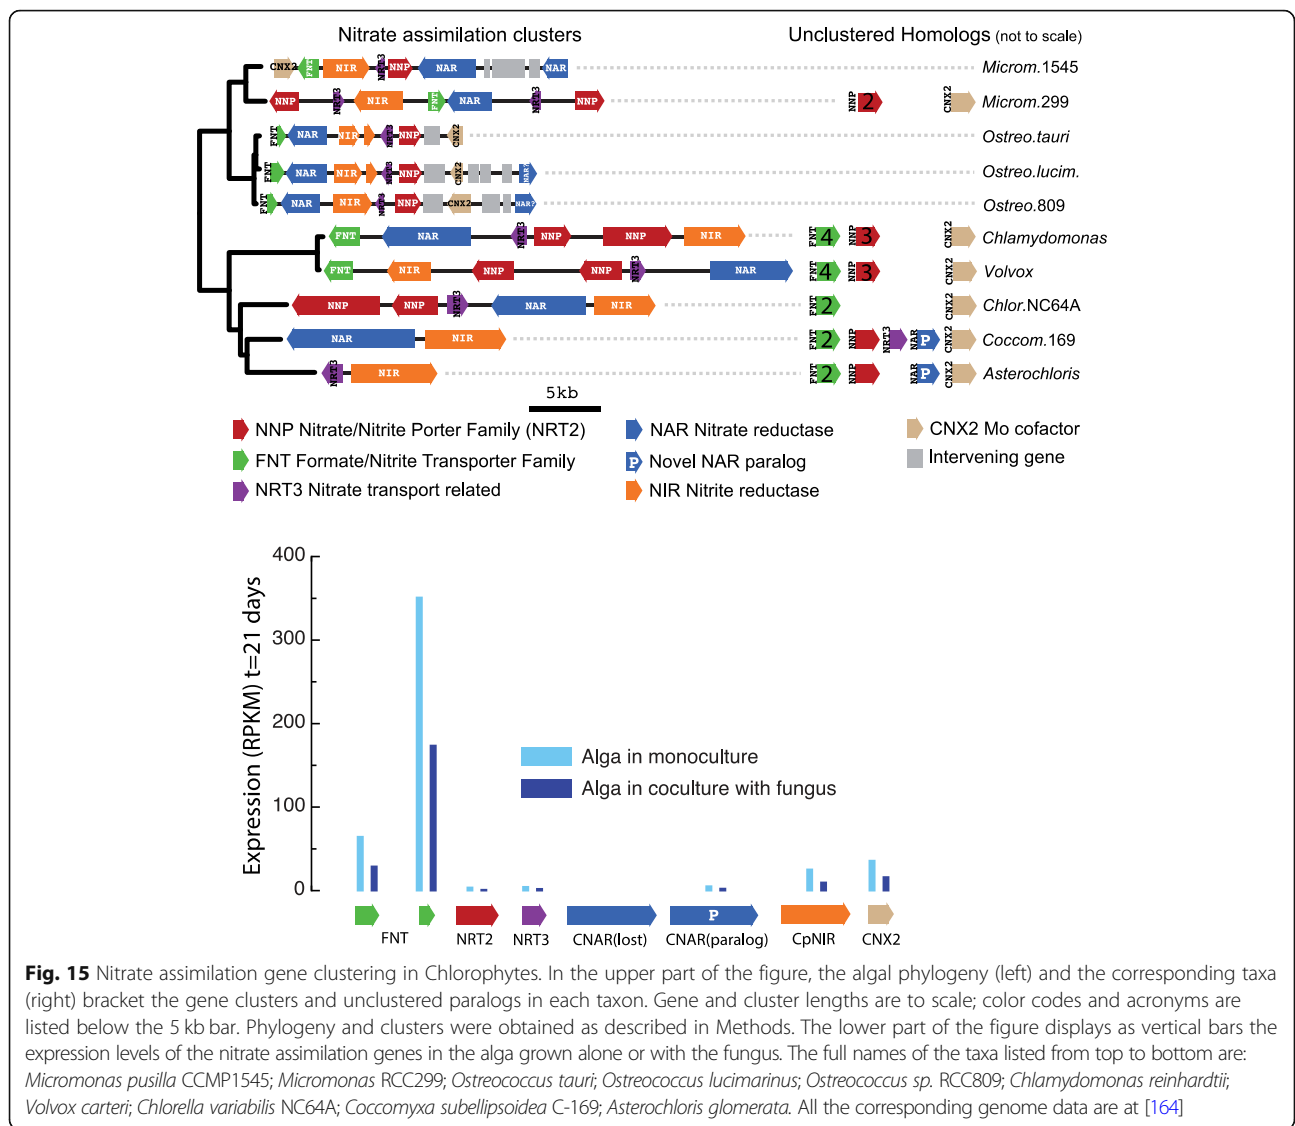 Nitrate assimilation clusters
Unclustered Homologs (not to scale)
CNX2 FNT NIR NRT3 NNP NAR NAR Microm.1545
NNP NRT3 NIR FNT NAR NRT3 NNP NNP 2 CNX2 Microm.299
FNT NAR NIR NRT3 NNP CNX2 Ostreo.tauri
FNT NAR NIR NRT3 NNP CNX2 NAR? Ostreo.lucim.
FNT NAR NIR NRT3 NNP CNX2 NAR? Ostreo.809
FNT NAR NRT3 NNP NNP NIR FNT 4 NNP 3 CNX2 Chlamydomonas
FNT NIR NNP NNP NRT3 NAR FNT 4 NNP 3 CNX2 Volvox
NNP NNP NRT3 NAR NIR FNT 2 CNX2 Chlor.NC64A
NAR NIR FNT 2 NNP NRT3 NAR P CNX2 Coccom.169
NRT3 NIR FNT 2 NNP NAR P CNX2 Asterochloris
5kb
NNP Nitrate/Nitrite Porter Family (NRT2)
NAR Nitrate reductase
CNX2 Mo cofactor
FNT Formate/Nitrite Transporter Family
P Novel NAR paralog
Intervening gene
NRT3 Nitrate transport related
NIR Nitrite reductase
Expression (RPKM) t=21 days
400
300
200
100
0
Alga in monoculture
Alga in coculture with fungus
P
FNT NRT2 NRT3 CNAR(lost) CNAR(paralog) CpNIR CNX2
Fig. 15 Nitrate assimilation gene clustering in Chlorophytes. In the upper part of the figure, the algal phylogeny (left) and the corresponding taxa
(right) bracket the gene clusters and unclustered paralogs in each taxon. Gene and cluster lengths are to scale; color codes and acronyms are
listed below the 5 kb bar. Phylogeny and clusters were obtained as described in Methods. The lower part of the figure displays as vertical bars the
expression levels of the nitrate assimilation genes in the alga grown alone or with the fungus. The full names of the taxa listed from top to bottom are:
Micromonas pusilla CCMP1545; Micromonas RCC299; Ostreococcus tauri; Ostreococcus lucimarinus; Ostreococcus sp. RCC809; Chlamydomonas reinhardtii;
Volvox carteri; Chlorella variabilis NC64A; Coccomyxa subellipsoidea C-169; Asterochloris glomerata. All the corresponding genome data are at [164]